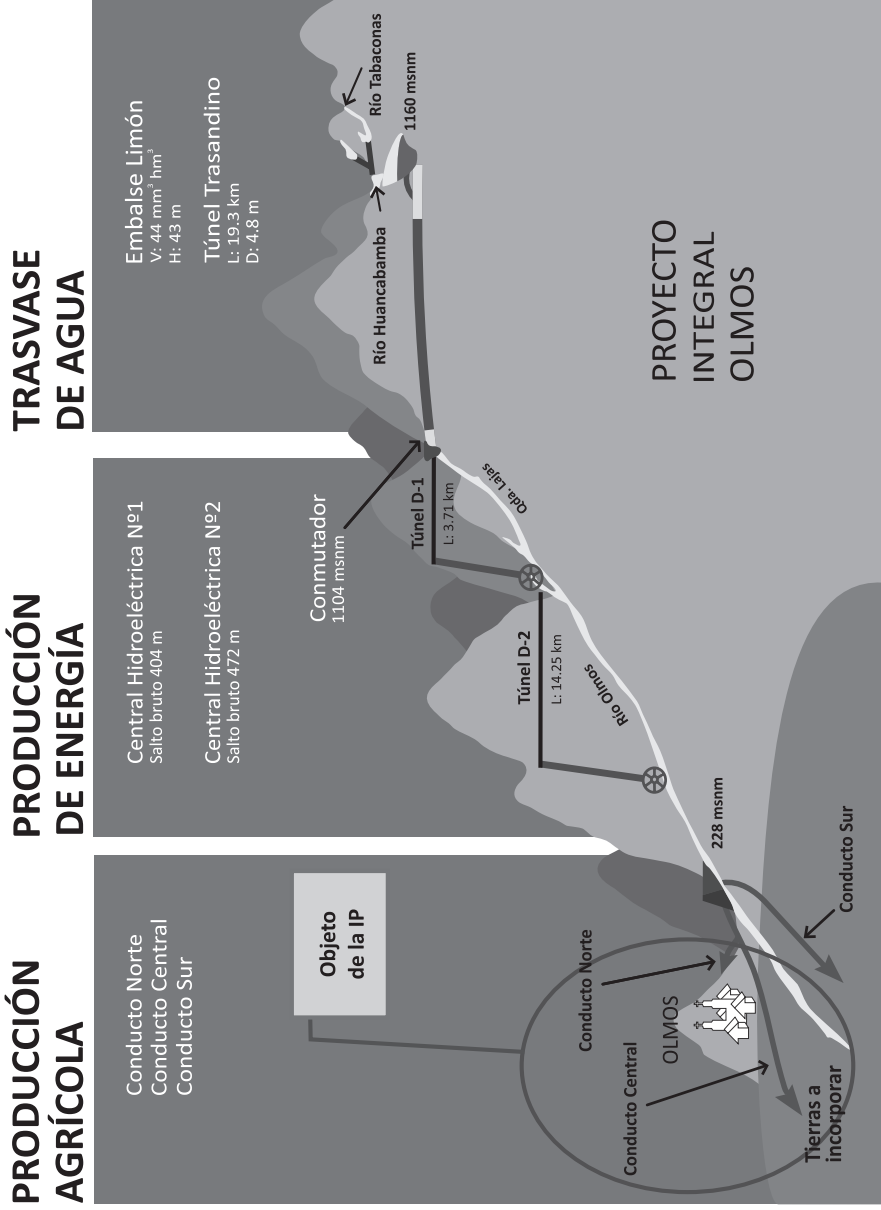 PRODUCCIÓN
AGRÍCOLA
Conducto Norte
Conducto Central
Conducto Sur
Objeto
de la IP
Conducto Norte
OLMOS
Conducto Central
Tierras a
incorporar
Conducto Sur
228 msnm
PRODUCCIÓN
DE ENERGÍA
Central Hidroeléctrica Nº1
Salto bruto 404 m
Central Hidroeléctrica Nº2
Salto bruto 472 m
Conmutador
1104 msnm
Túnel D-1
L: 3.71 km
Qda. Lajas
Túnel D-2
L: 14.25 km
Río Olmos
TRASVASE
DE AGUA
Embalse Limón
V: 44 mm³ hm³
H: 43 m
Túnel Trasandino
L: 19.3 km
D: 4.8 m
Río Huancabamba
Río Tabaconas
1160 msnm
PROYECTO
INTEGRAL
OLMOS